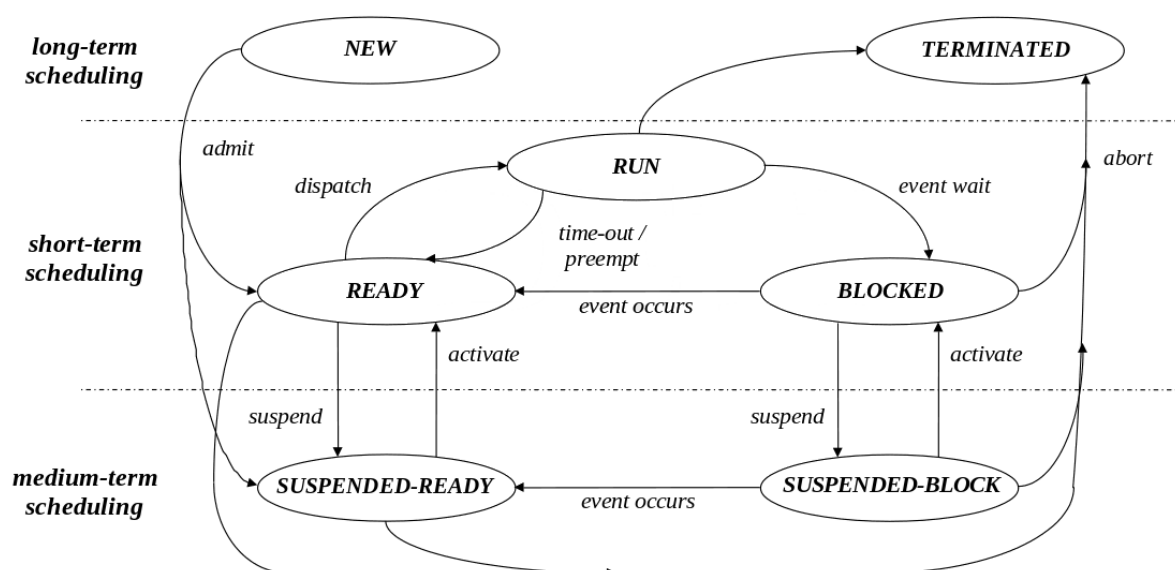 long-term
scheduling
NEW
TERMINATED
admit
dispatch
RUN
event wait
abort
short-term
scheduling
time-out /
preempt
READY
event occurs
BLOCKED
activate
activate
suspend
suspend
medium-term
scheduling
SUSPENDED-READY
event occurs
SUSPENDED-BLOCK